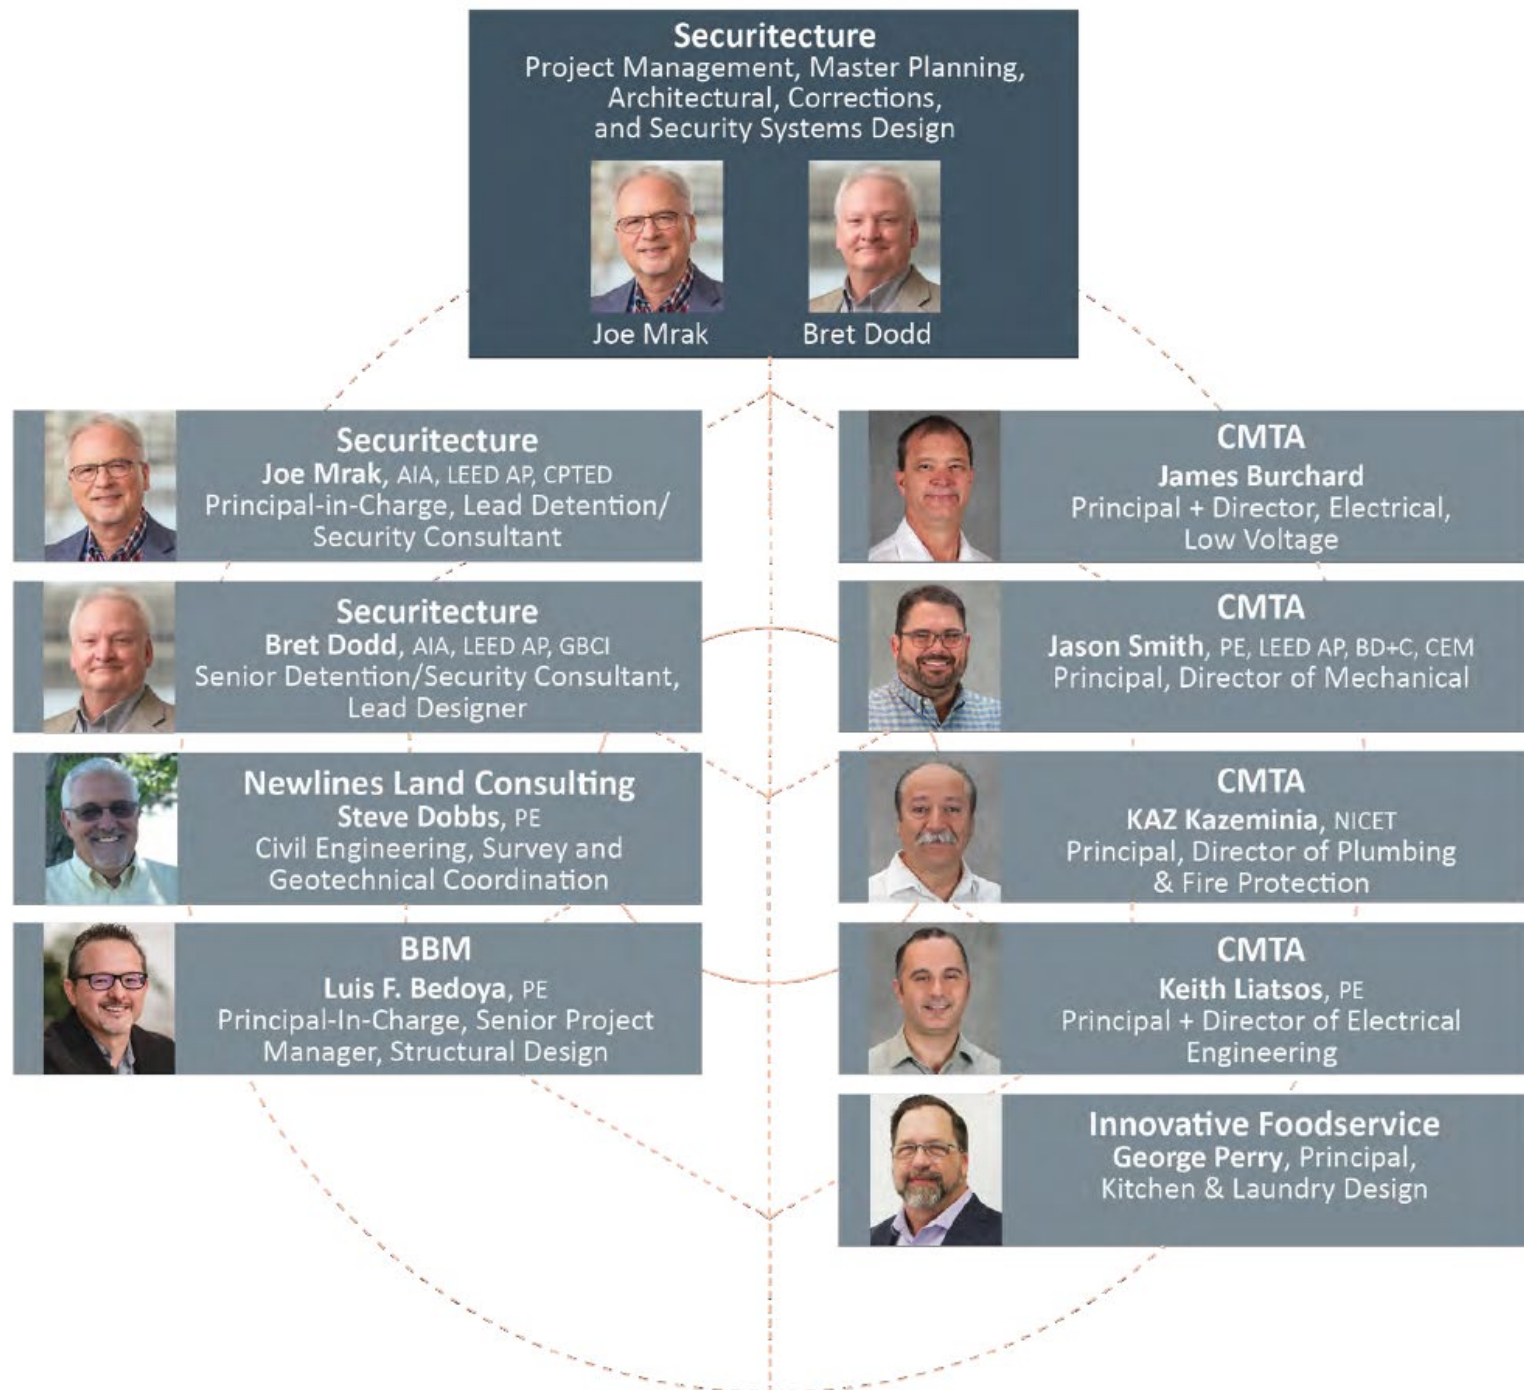 Securitecture
Project Management, Master Planning,
Architectural, Corrections,
and Security Systems Design
Joe Mrak
Bret Dodd
Securitecture
Joe Mrak, AIA, LEED AP, CPTED
Principal-in-Charge, Lead Detention/
Security Consultant
Securitecture
Bret Dodd, AIA, LEED AP, GBCI
Senior Detention/Security Consultant,
Lead Designer
Newlines Land Consulting
Steve Dobbs, PE
Civil Engineering, Survey and
Geotechnical Coordination
BBM
Luis F. Bedoya, PE
Principal-In-Charge, Senior Project
Manager, Structural Design
CMTA
James Burchard
Principal + Director, Electrical,
Low Voltage
CMTA
Jason Smith, PE, LEED AP, BD+C, CEM
Principal, Director of Mechanical
CMTA
KAZ Kazeminia, NICET
Principal, Director of Plumbing
& Fire Protection
CMTA
Keith Liatsos, PE
Principal + Director of Electrical
Engineering
Innovative Foodservice
George Perry, Principal,
Kitchen & Laundry Design